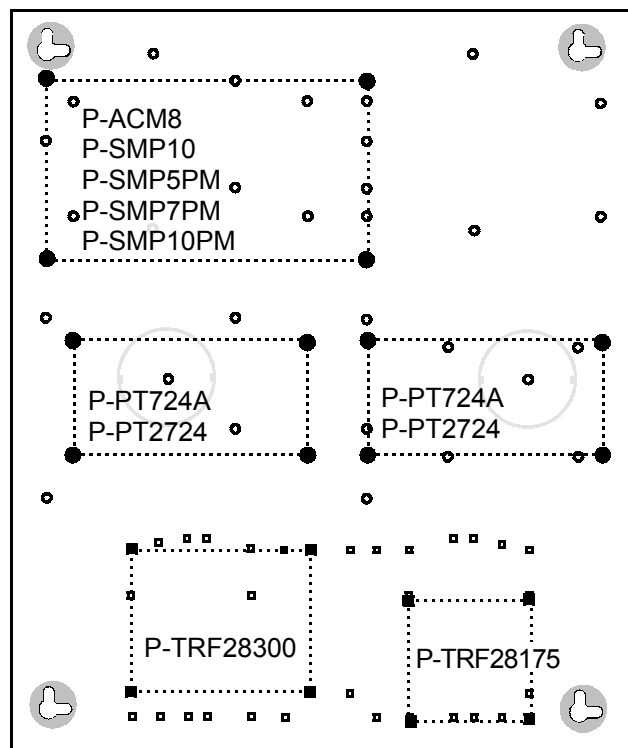 P-ACM8
P-SMP10
P-SMP5PM
P-SMP7PM
P-SMP10PM
P-PT724A
P-PT2724
P-PT724A
P-PT2724
P-TRF28300
P-TRF28175